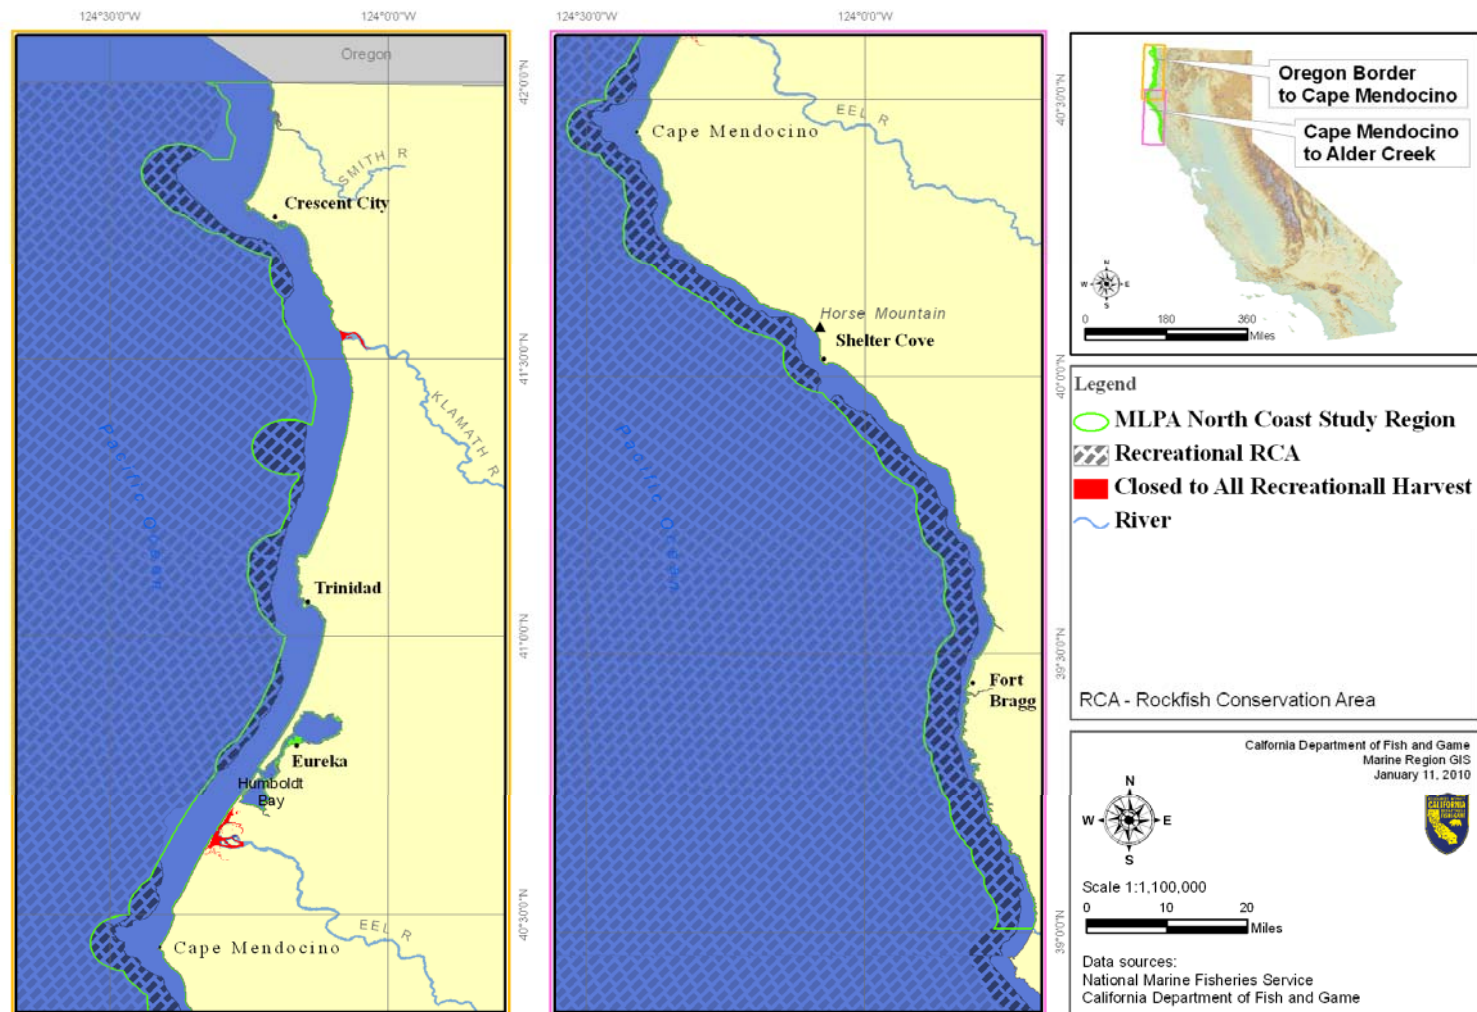 124°30'0"W
124°0'0"W
124°30'0"W
124°0'0"W
Oregon
42°0'0"N
SMITH R
Crescent City
41°30'0"N
KLAMATH R
Pacific Ocean
Trinidad
41°0'0"N
Eureka
Humboldt
Bay
40°30'0"N
EEL R
Cape Mendocino
40°30'0"N
EEL R
Cape Mendocino
Horse Mountain
Shelter Cove
40°0'0"N
Pacific Ocean
39°30'0"N
Fort
Bragg
39°0'0"N
Oregon Border
to Cape Mendocino
Cape Mendocino
to Alder Creek
N
W E
S
0 180 360
Miles
Legend
MLPA North Coast Study Region
Recreational RCA
Closed to All Recreationall Harvest
River
RCA - Rockfish Conservation Area
Calfornia Department of Fish and Game
Marine Region GIS
January 11, 2010
N
W E
S
CALIFORNIA
FISH & GAME
Scale 1:1,100,000
0 10 20
Miles
Data sources:
National Marine Fisheries Service
California Department of Fish and Game